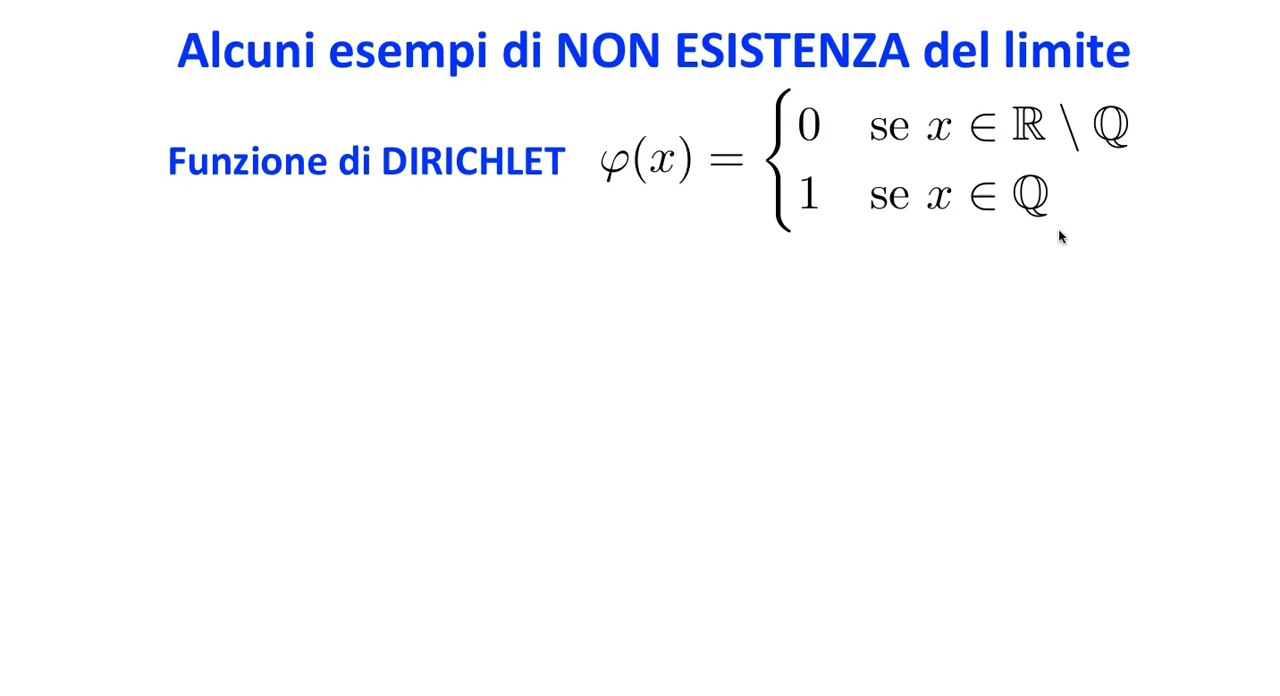 Alcuni esempi di NON ESISTENZA del limite
Funzione di DIRICHLET φ(x) = {
0 se x ∈ ℝ \ ℚ
1 se x ∈ ℚ